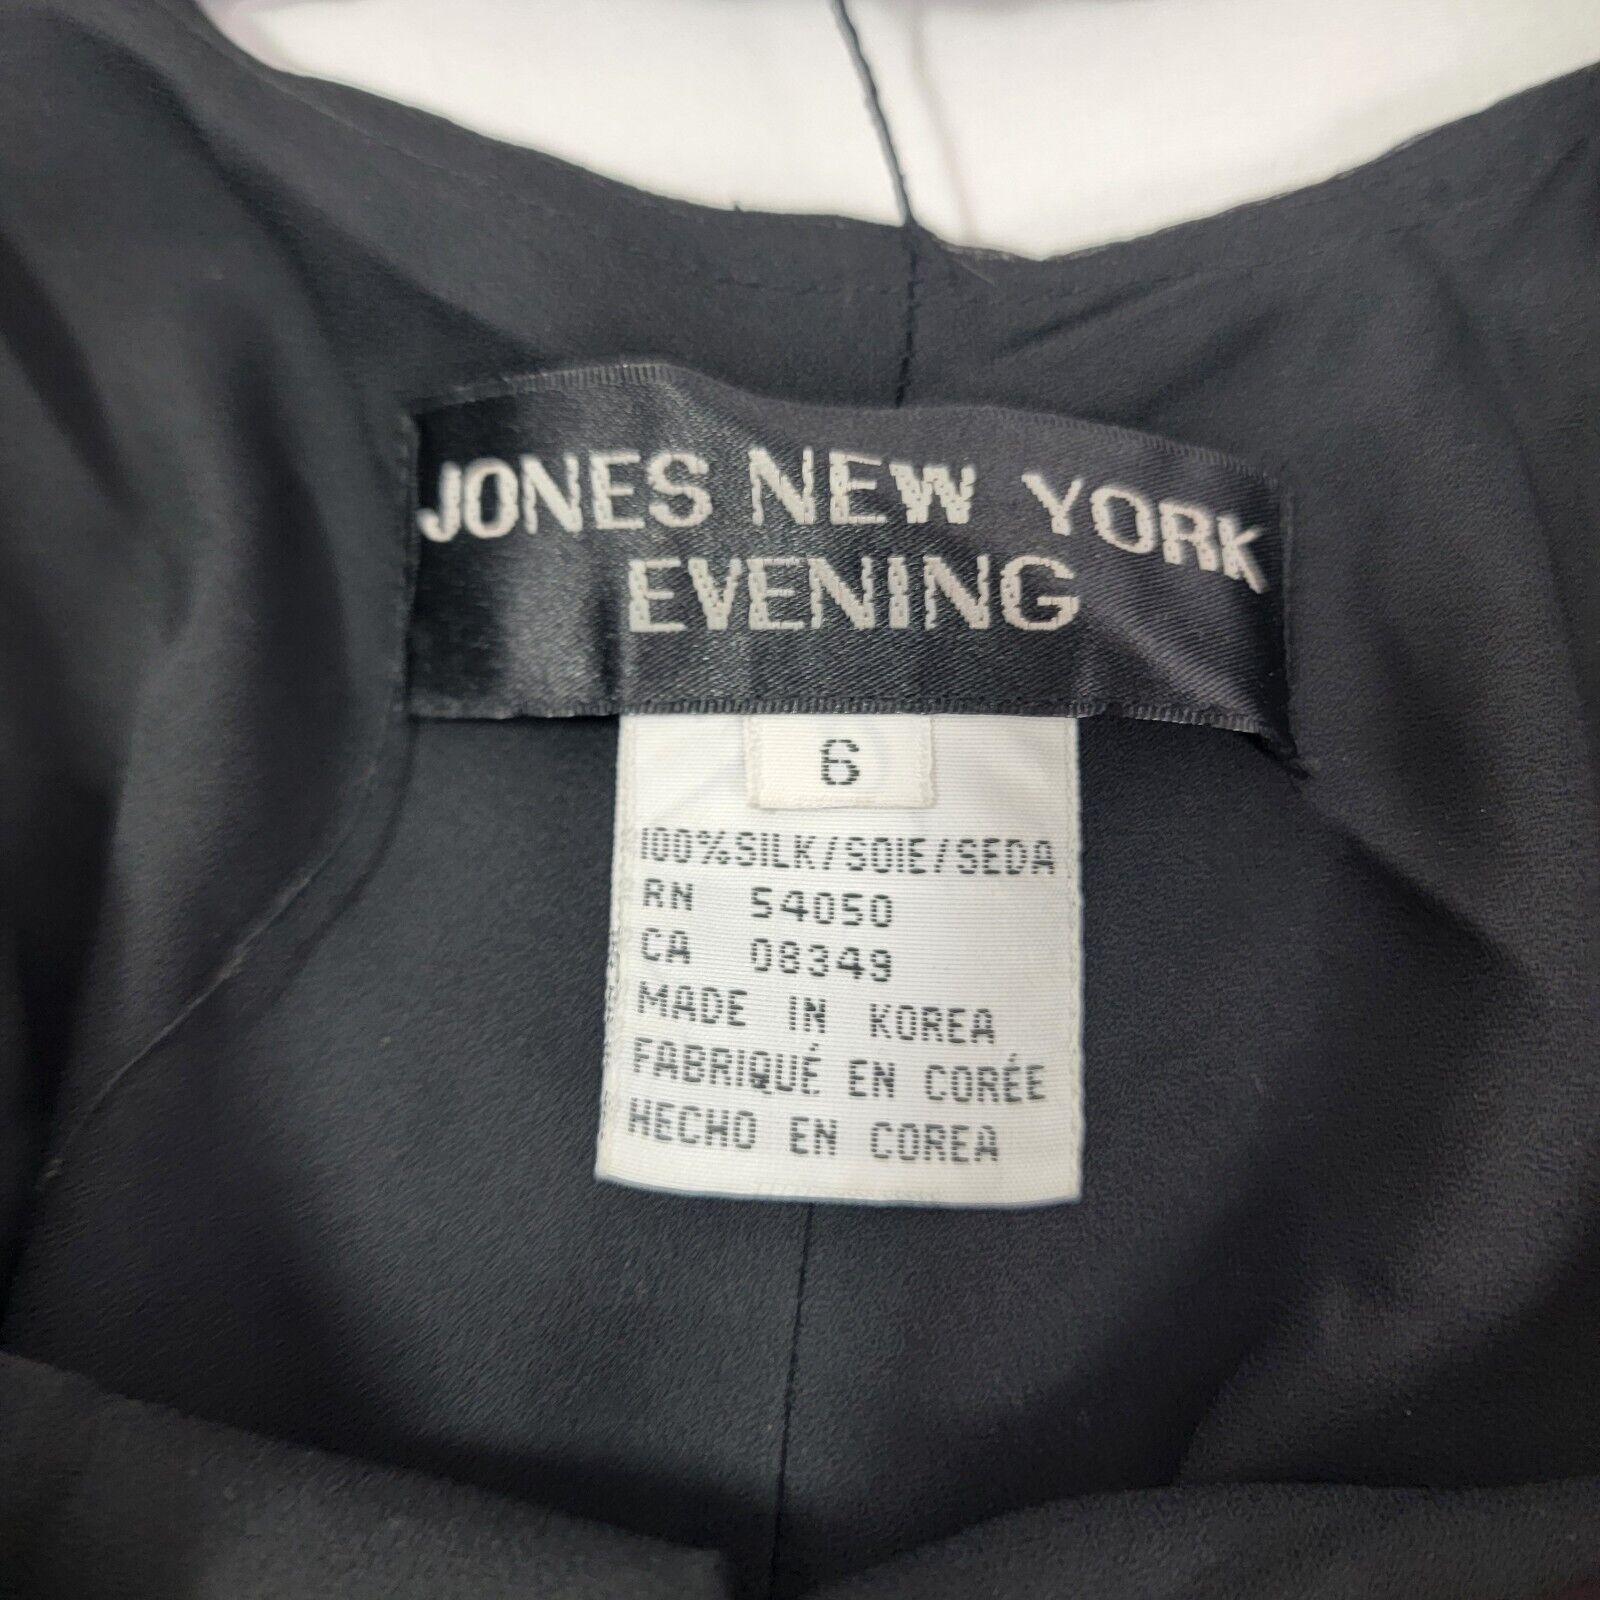 JONES NEW YORK
EVENING
6
100%SILK/SOIE/SEDA
RN 54050
CA 08349
MADE IN KOREA
FABRIQUÉ EN CORÉE
HECHO EN COREA